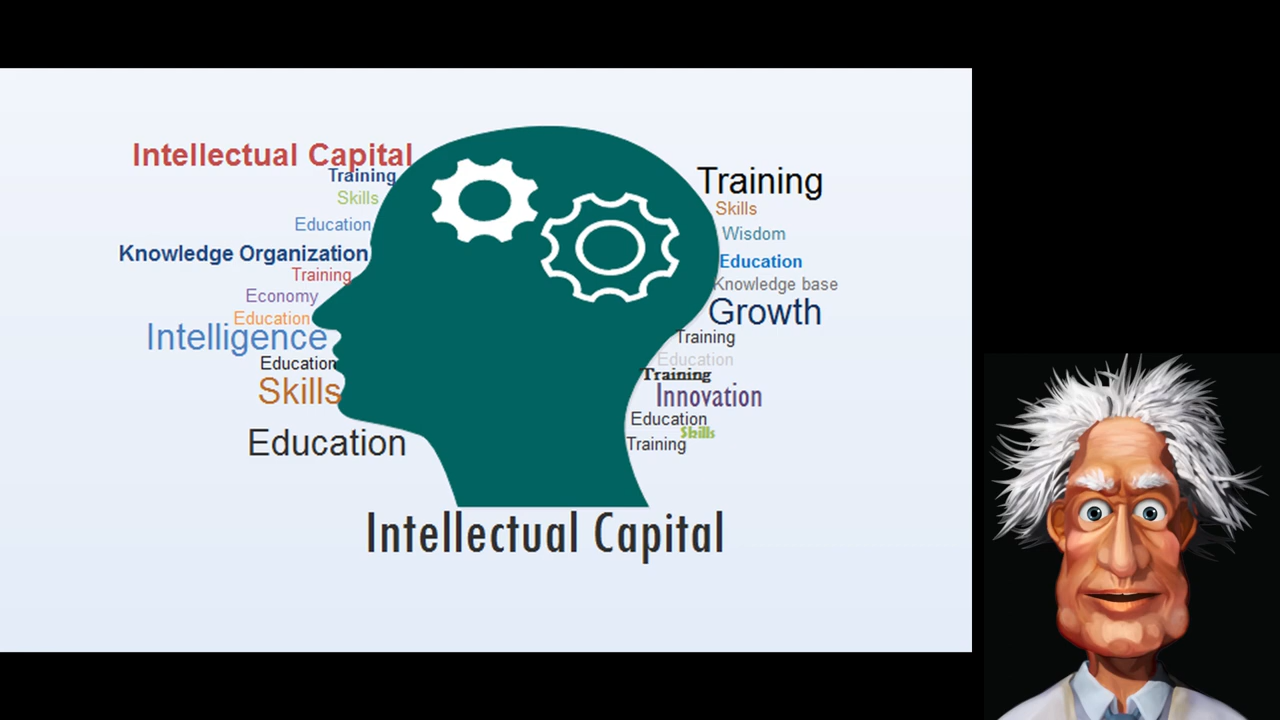 Intellectual Capital
Training
Skills
Education
Knowledge Organization
Training
Economy
Education
Intelligence
Education
Skills
Education
Training
Skills
Wisdom
Education
Knowledge base
Growth
Training
Education
Training
Innovation
Education
Skills
Training
Intellectual Capital